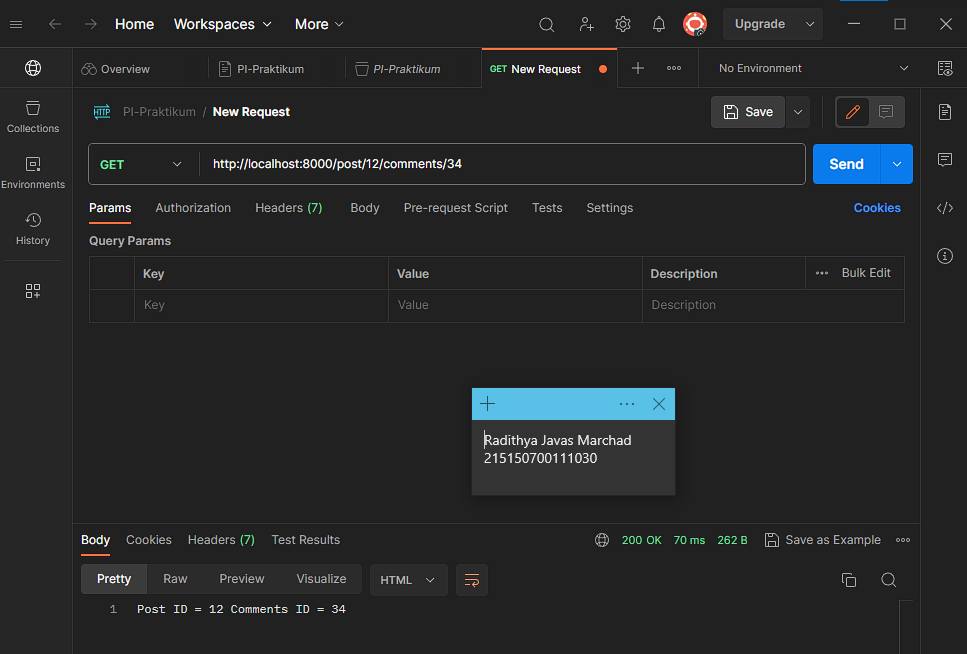 Home Workspaces More Upgrade
Overview PI-Praktikum PI-Praktikum GET New Request No Environment
HTTP PI-Praktikum / New Request Save
Collections
Environments
History
GET http://localhost:8000/post/12/comments/34 Send
Params Authorization Headers (7) Body Pre-request Script Tests Settings Cookies
Query Params
Key Value Description Bulk Edit
Key Value Description
Radithya Javas Marchad
215150700111030
Body Cookies Headers (7) Test Results 200 OK 70 ms 262 B Save as Example
Pretty Raw Preview Visualize HTML
1 Post ID = 12 Comments ID = 34